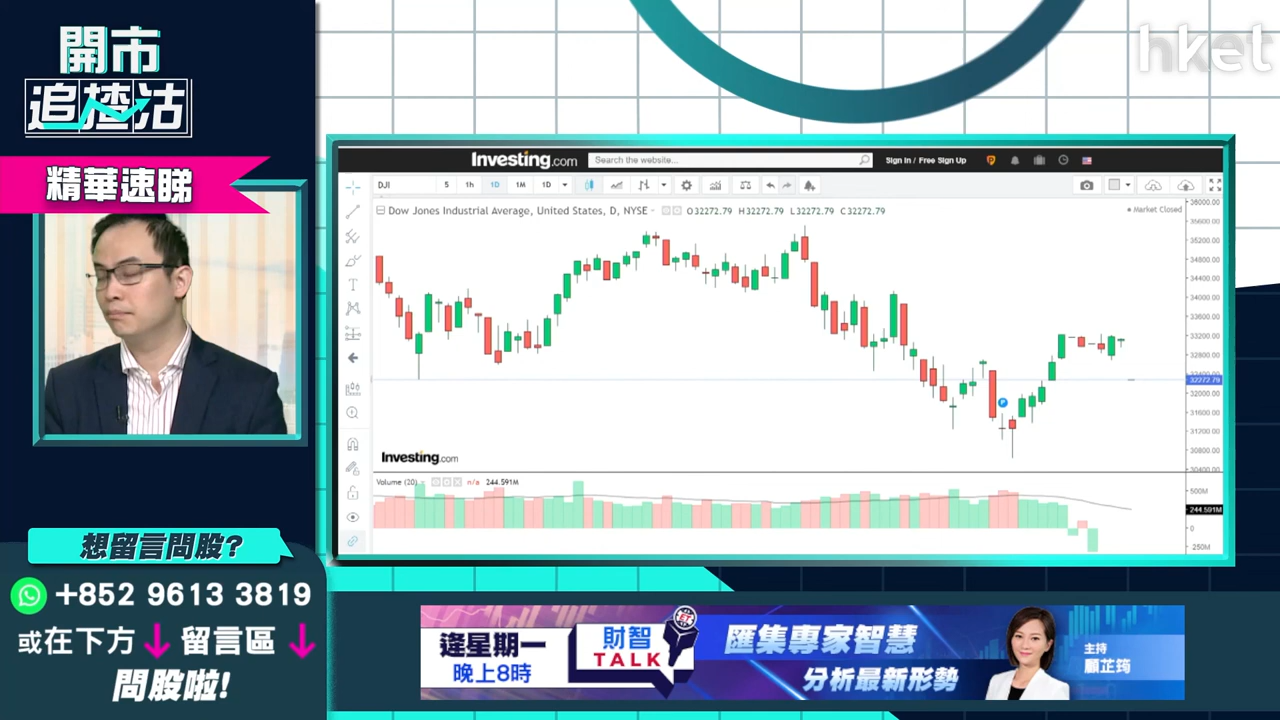 hket
開市
追揸沽
精華速睇
Investing.com
Search the website...
Sign In / Free Sign Up
DJI
5
1h
1D
1M
1D
Dow Jones Industrial Average, United States, D, NYSE
O32272.79 H32272.79 L32272.79 C32272.79
Market Closed
36000.00
35600.00
35200.00
34800.00
34400.00
34000.00
33600.00
33200.00
32800.00
32400.00
32272.79
32000.00
31600.00
31200.00
30800.00
30400.00
Investing.com
Volume (20)
n/a 244.591M
500M
244.591M
0
250M
想留言問股?
+852 9613 3819
或在下方 留言區
問股啦!
逢星期一
晚上8時
財智
TALK
匯集專家智慧
分析最新形勢
主持
顧芷筠